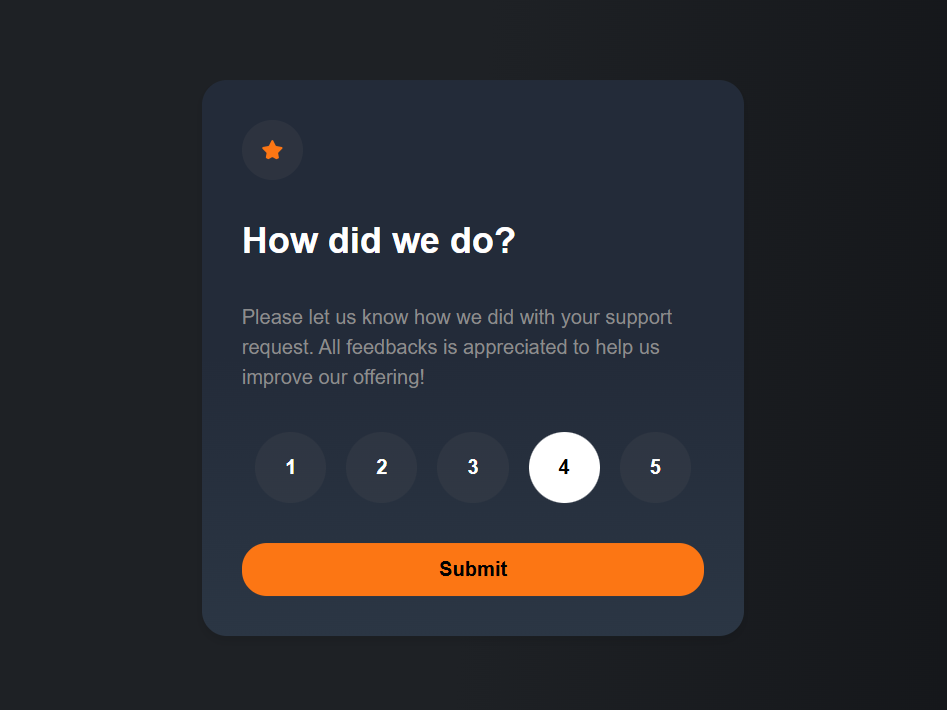 How did we do?
Please let us know how we did with your support
request. All feedbacks is appreciated to help us
improve our offering!
1 2 3 4 5
Submit